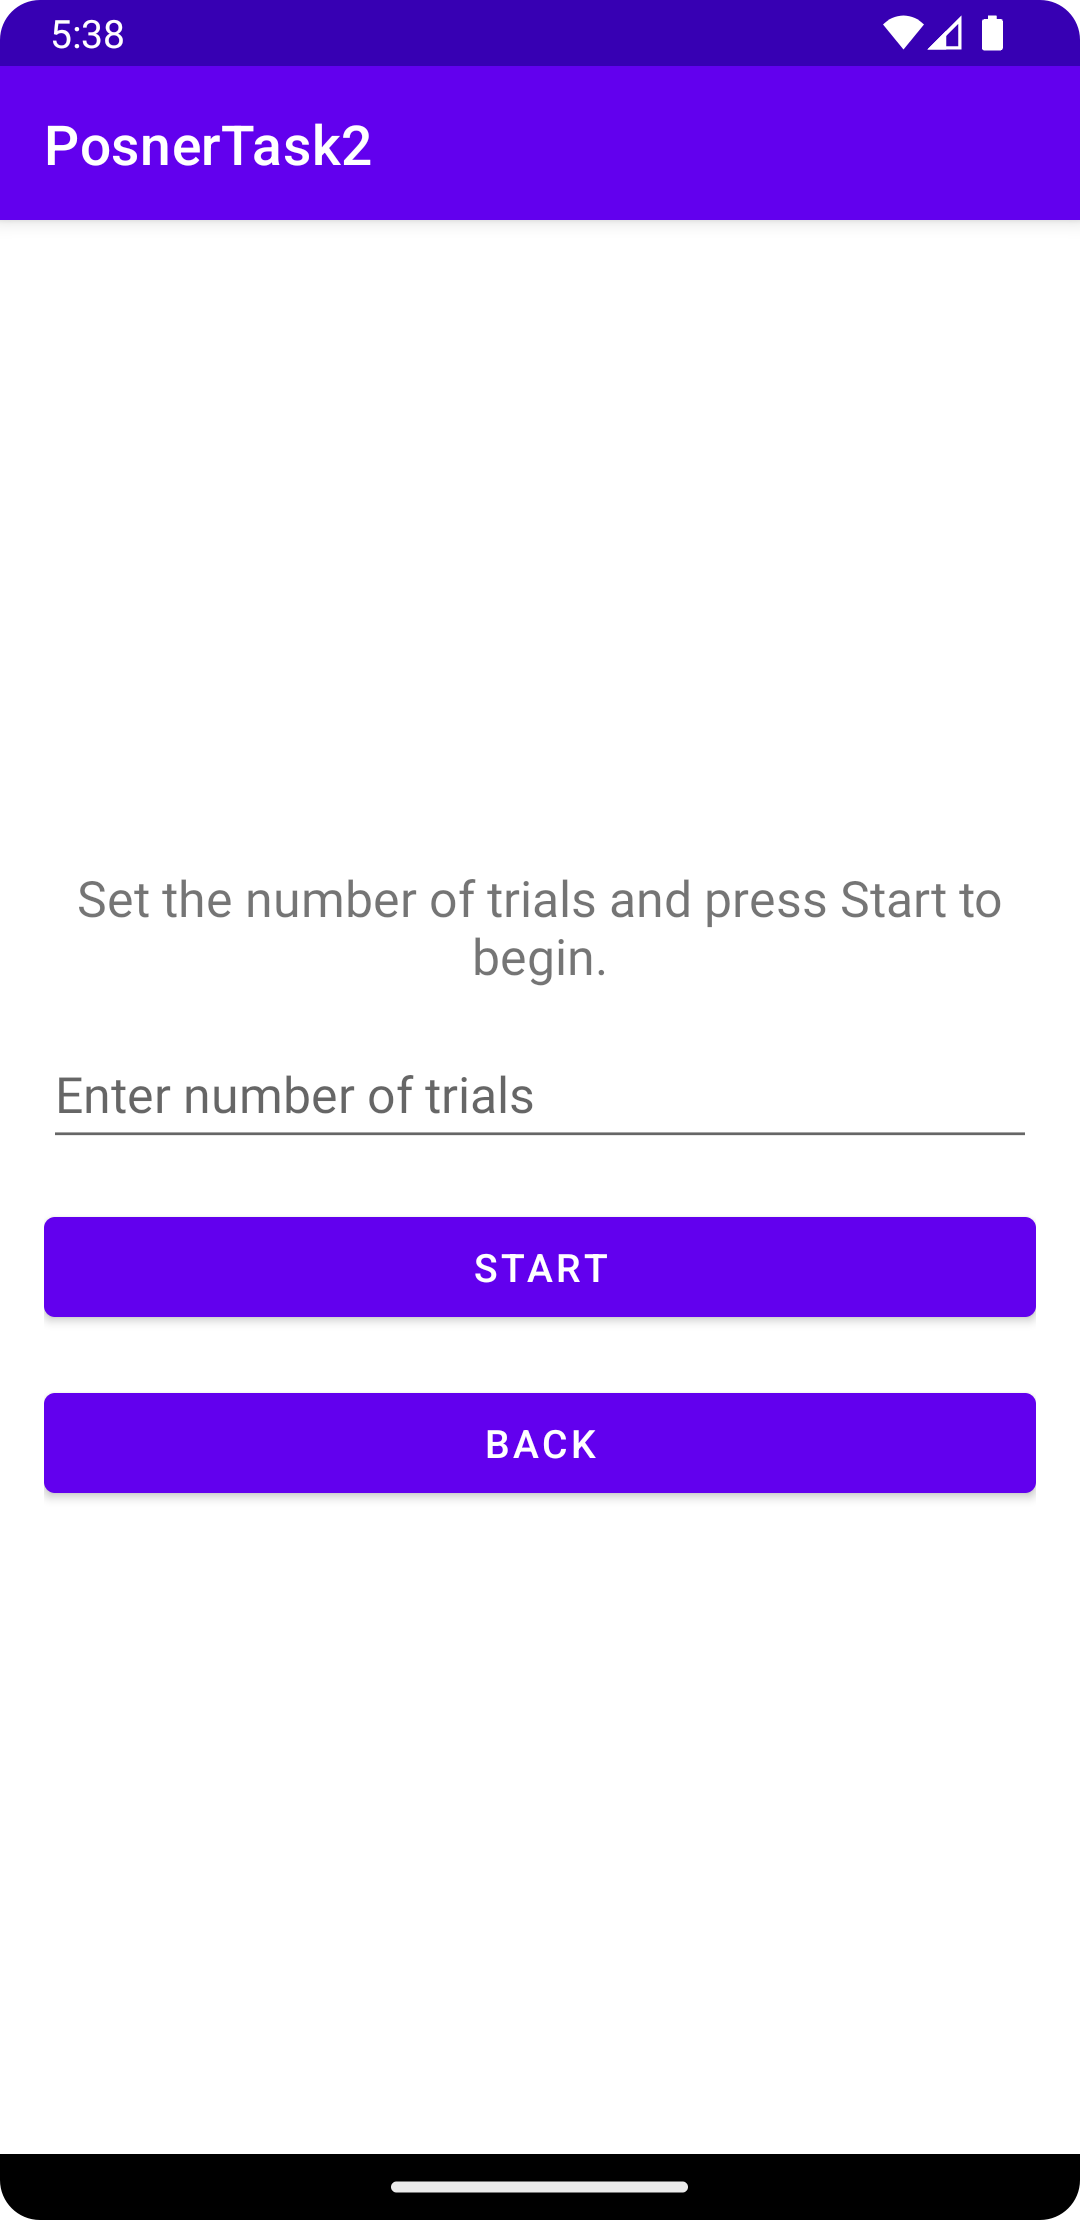 5:38
PosnerTask2
Set the number of trials and press Start to
begin.
Enter number of trials
START
BACK